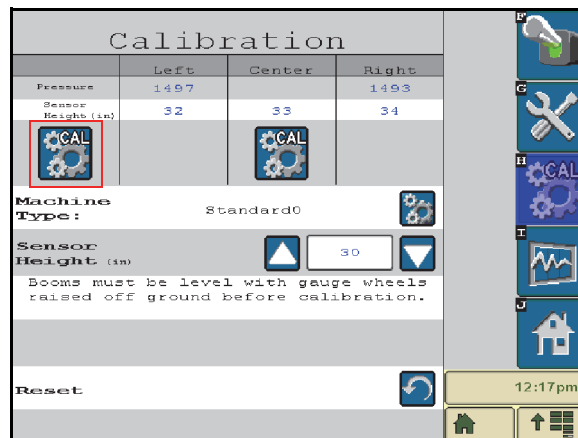 Calibration
Left Center Right
Pressure 1497 1493
Sensor
Height (in) 32 33 34
CAL CAL
Machine
Type: Standard0
Sensor
Height (in) 30
Booms must be level with gauge wheels
raised off ground before calibration.
Reset
F
G
H
CAL
I
J
12:17pm